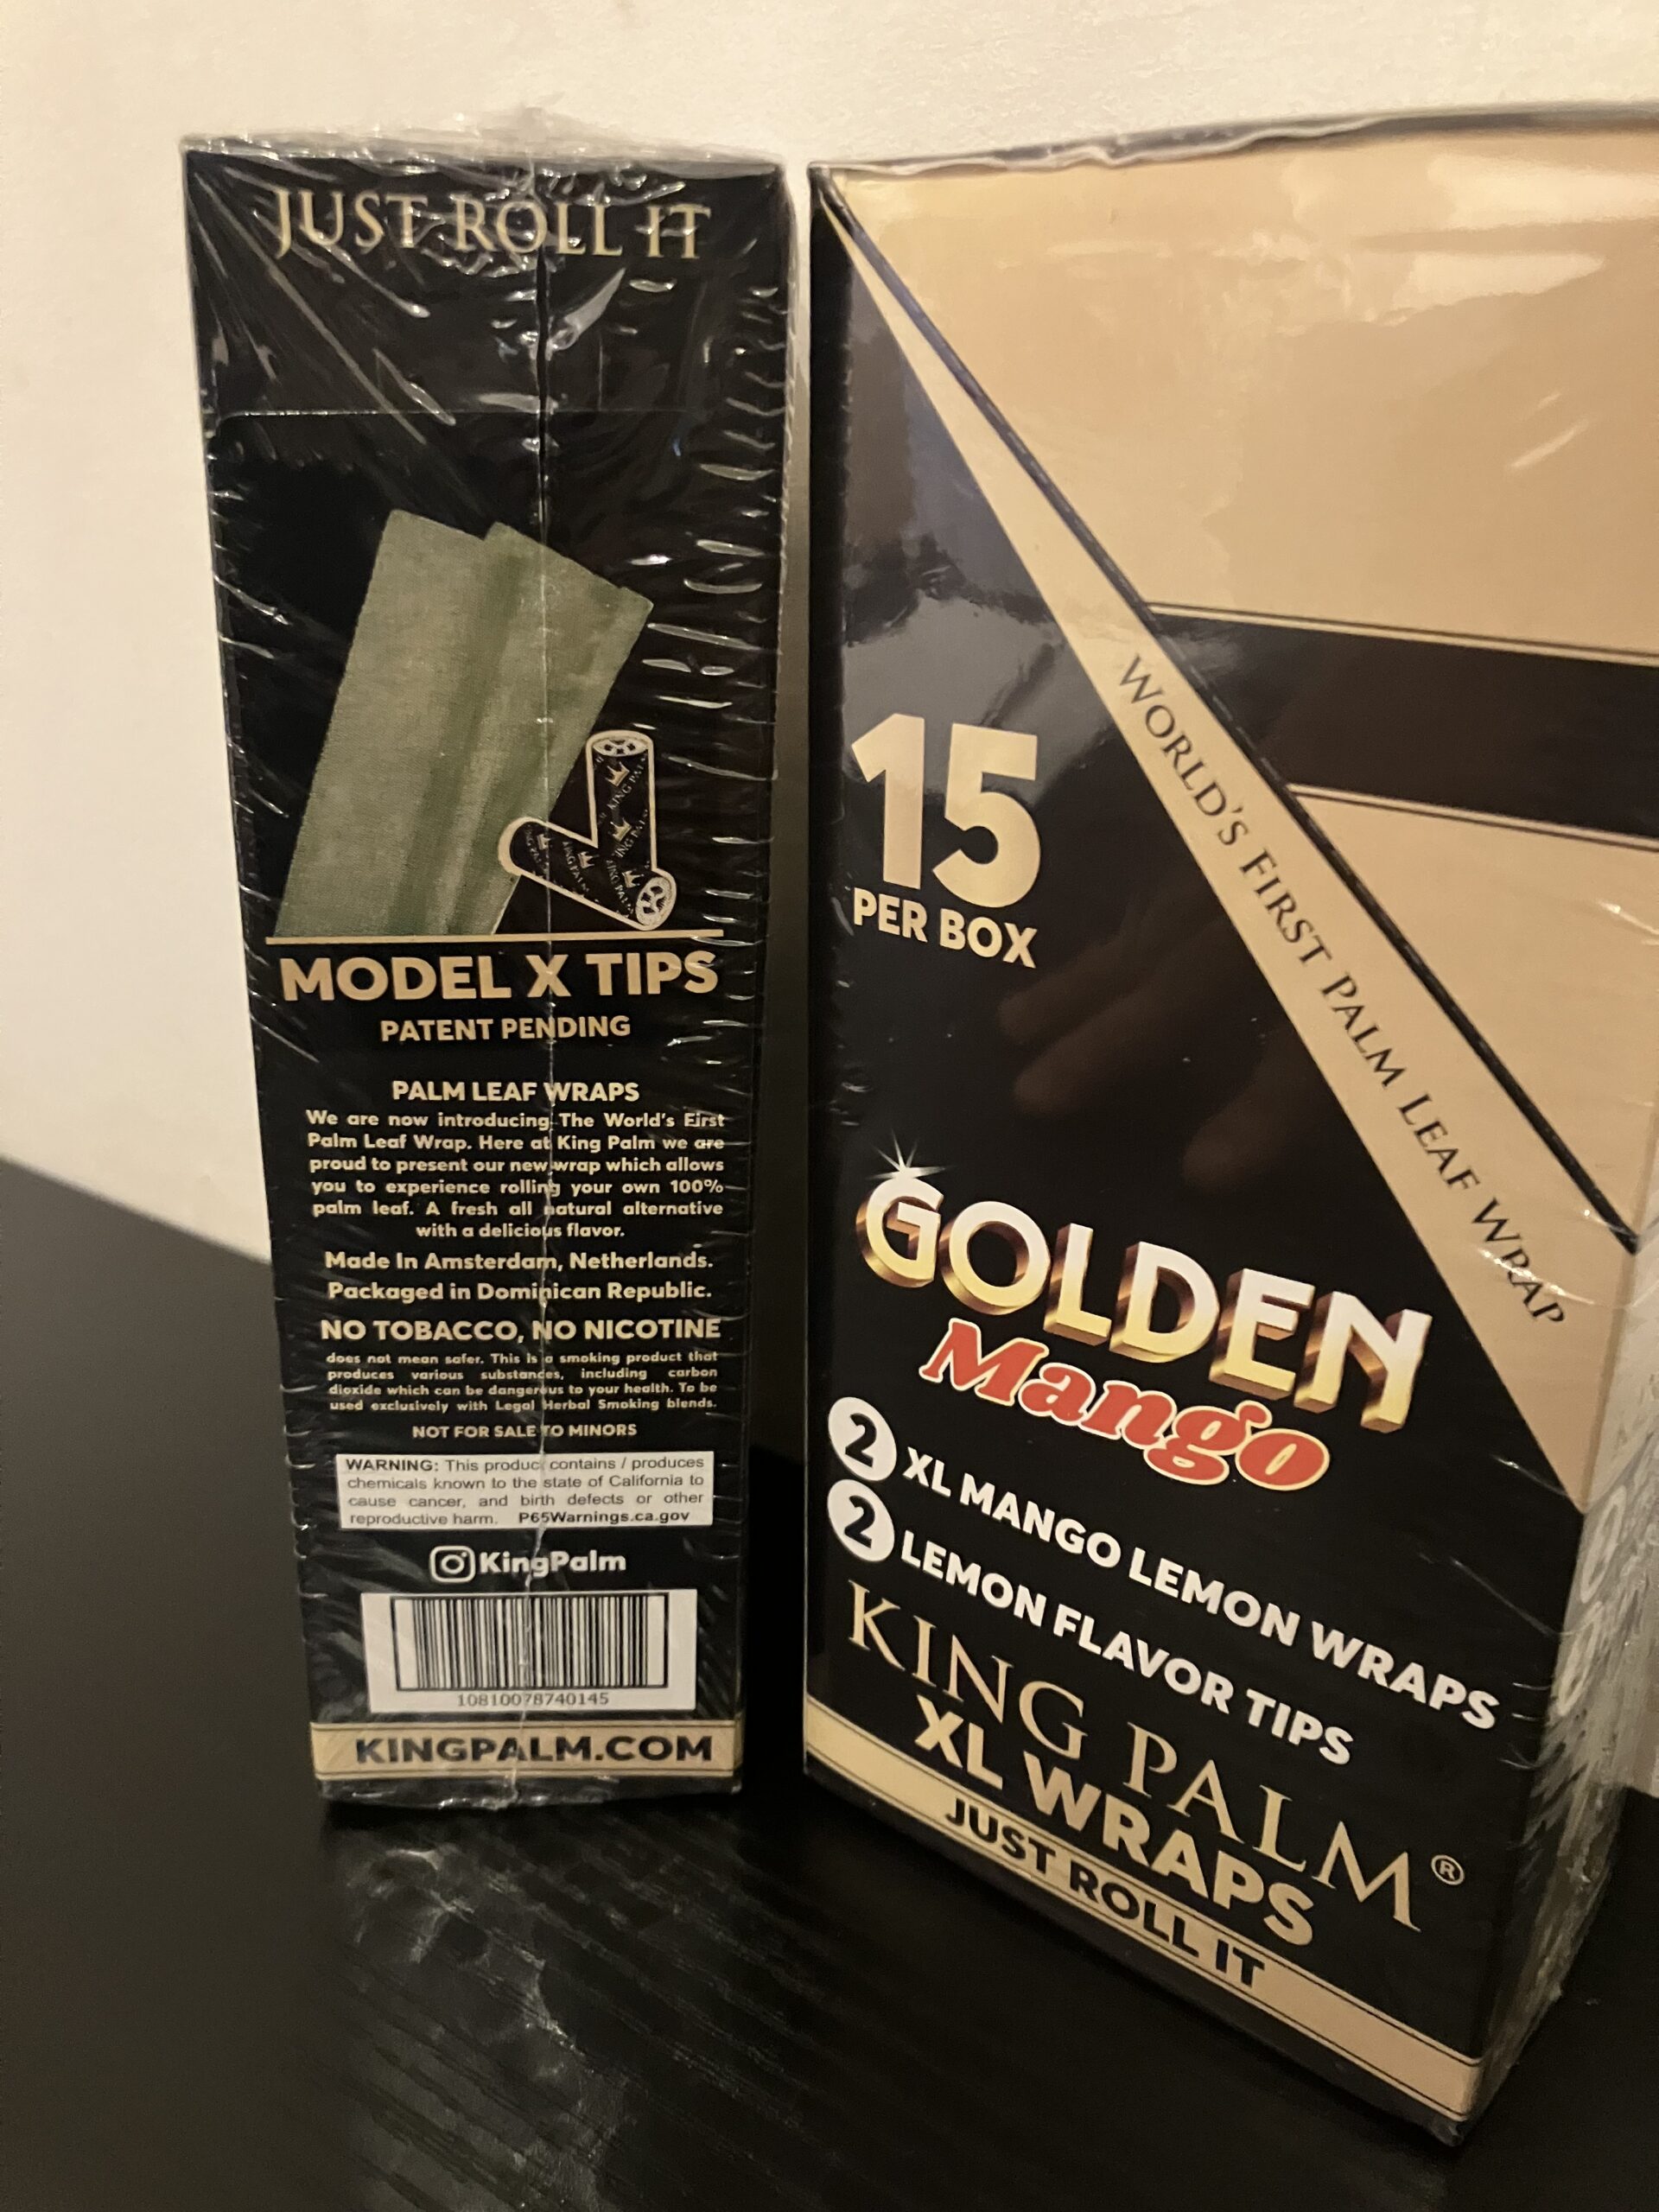 JUST ROLL IT
MODEL X TIPS
PATENT PENDING
PALM LEAF WRAPS
We are now introducing The World's First
Palm Leaf Wrap. Here at King Palm we are
proud to present our new wrap which allows
you to experience rolling your own 100%
palm leaf. A fresh all natural alternative
with a delicious flavor.
Made In Amsterdam, Netherlands.
Packaged in Dominican Republic.
NO TOBACCO, NO NICOTINE
does not mean safer. This is a smoking product that
produces various substances, including carbon
dioxide which can be dangerous to your health. To be
used exclusively with Legal Herbal Smoking blends.
NOT FOR SALE TO MINORS
WARNING: This product contains / produces
chemicals known to the state of California to
cause cancer, and birth defects or other
reproductive harm. P65Warnings.ca.gov
KingPalm
10810078740145
KINGPALM.COM
WORLD'S FIRST PALM LEAF WRAP
15
PER BOX
GOLDEN
Mango
2 XL MANGO LEMON WRAPS
2 LEMON FLAVOR TIPS
KING PALM®
XL WRAPS
JUST ROLL IT